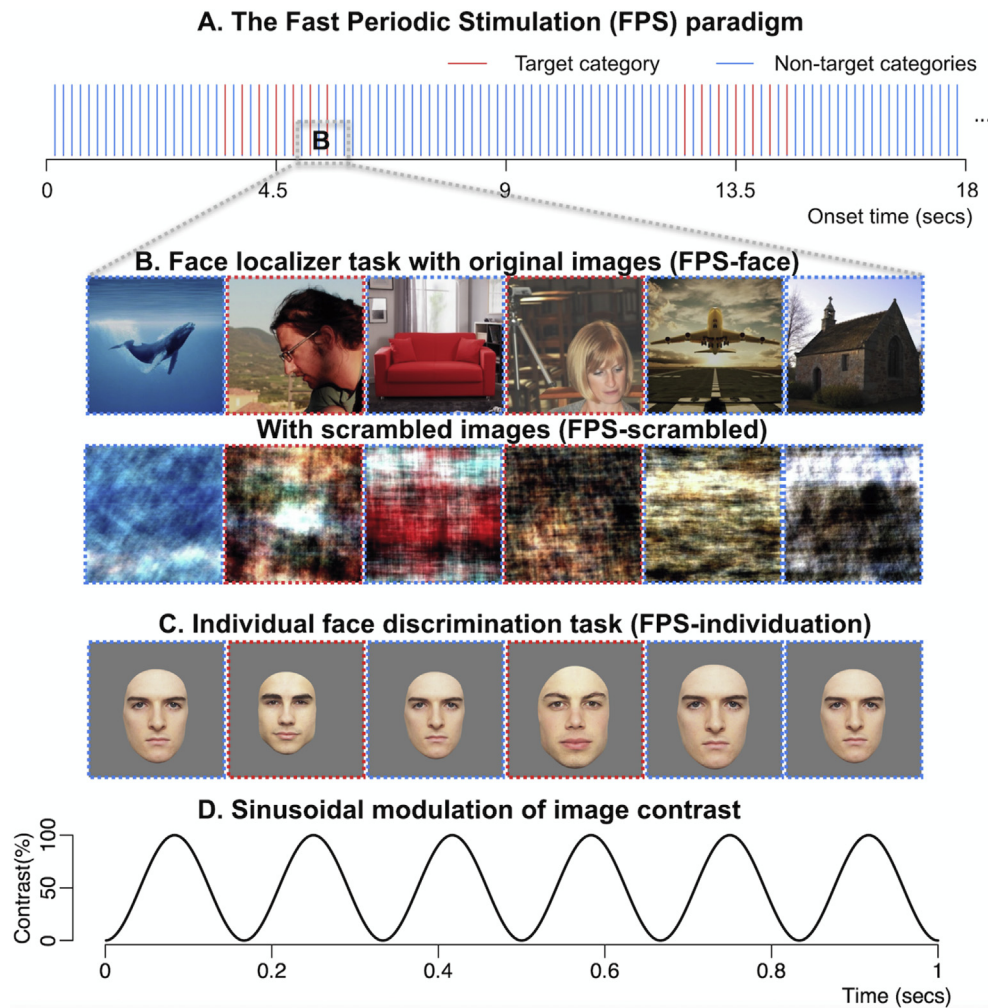 A. The Fast Periodic Stimulation (FPS) paradigm
Target category
Non-target categories
...
B
0
4.5
9
13.5
18
Onset time (secs)
B. Face localizer task with original images (FPS-face)
With scrambled images (FPS-scrambled)
C. Individual face discrimination task (FPS-individuation)
D. Sinusoidal modulation of image contrast
Contrast(%)
100
50
0
0
0.2
0.4
0.6
0.8
1
Time (secs)